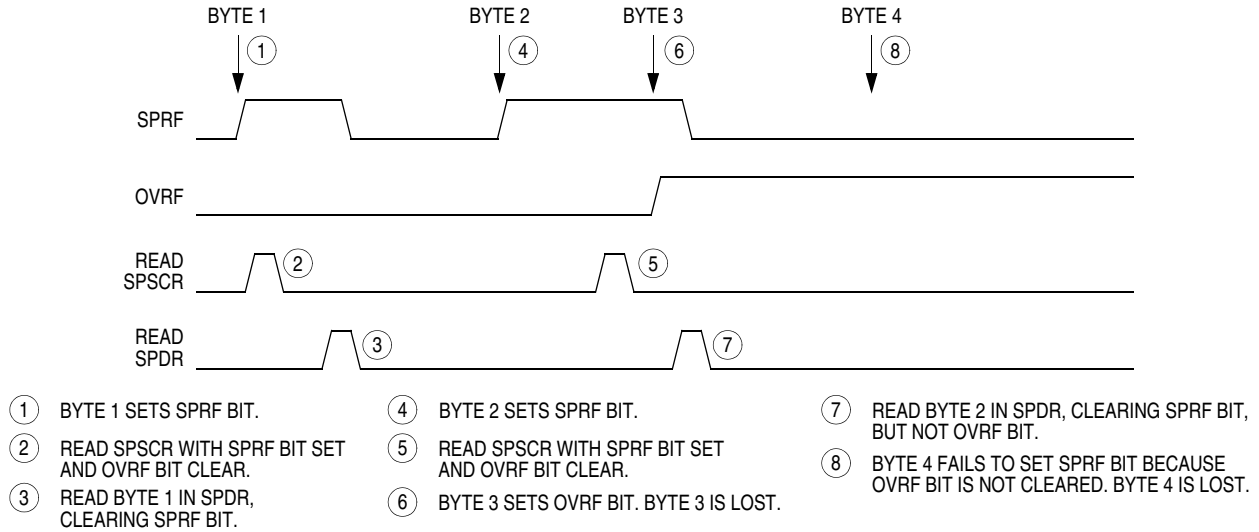 BYTE 1 BYTE 2 BYTE 3 BYTE 4
1 4 6 8
SPRF
OVRF
READ
SPSCR
2 5
READ
SPDR
3 7
1 BYTE 1 SETS SPRF BIT.
2 READ SPSCR WITH SPRF BIT SET
AND OVRF BIT CLEAR.
3 READ BYTE 1 IN SPDR,
CLEARING SPRF BIT.
4 BYTE 2 SETS SPRF BIT.
5 READ SPSCR WITH SPRF BIT SET
AND OVRF BIT CLEAR.
6 BYTE 3 SETS OVRF BIT. BYTE 3 IS LOST.
7 READ BYTE 2 IN SPDR, CLEARING SPRF BIT,
BUT NOT OVRF BIT.
8 BYTE 4 FAILS TO SET SPRF BIT BECAUSE
OVRF BIT IS NOT CLEARED. BYTE 4 IS LOST.